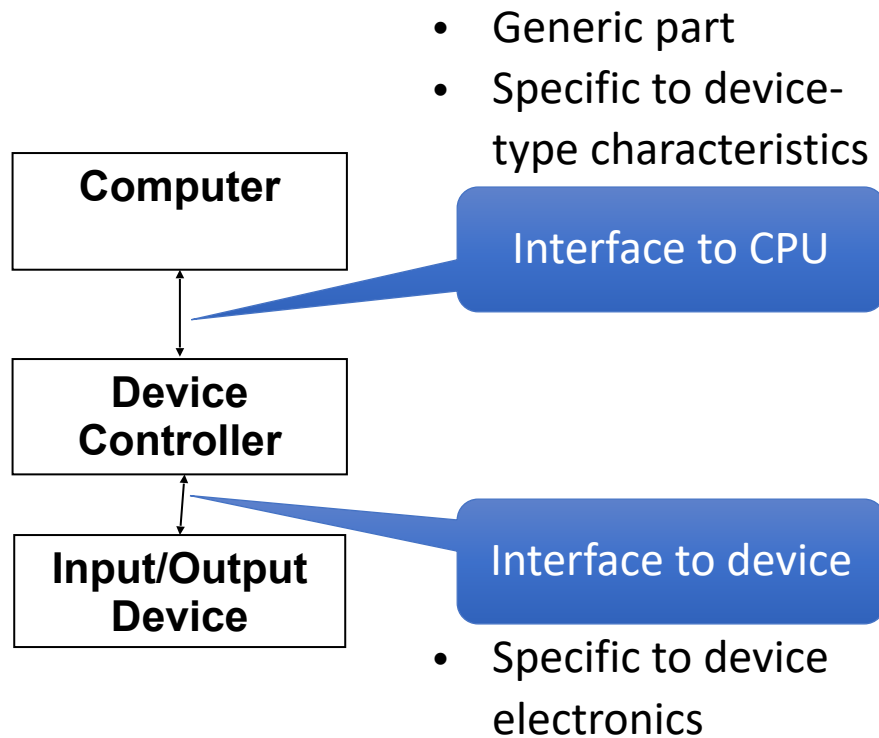 • Generic part
• Specific to device-
type characteristics
Computer
Interface to CPU
Device
Controller
Interface to device
Input/Output
Device
• Specific to device
electronics